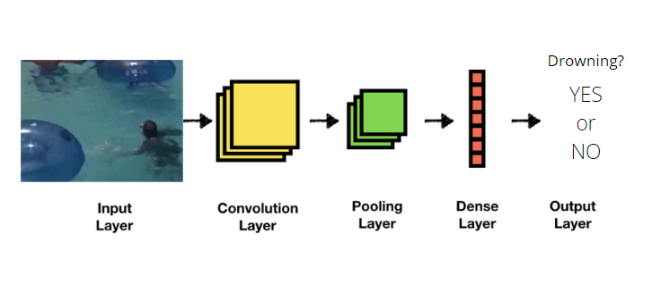 Drowning?
YES
or
NO
Input
Layer
Convolution
Layer
Pooling
Layer
Dense
Layer
Output
Layer